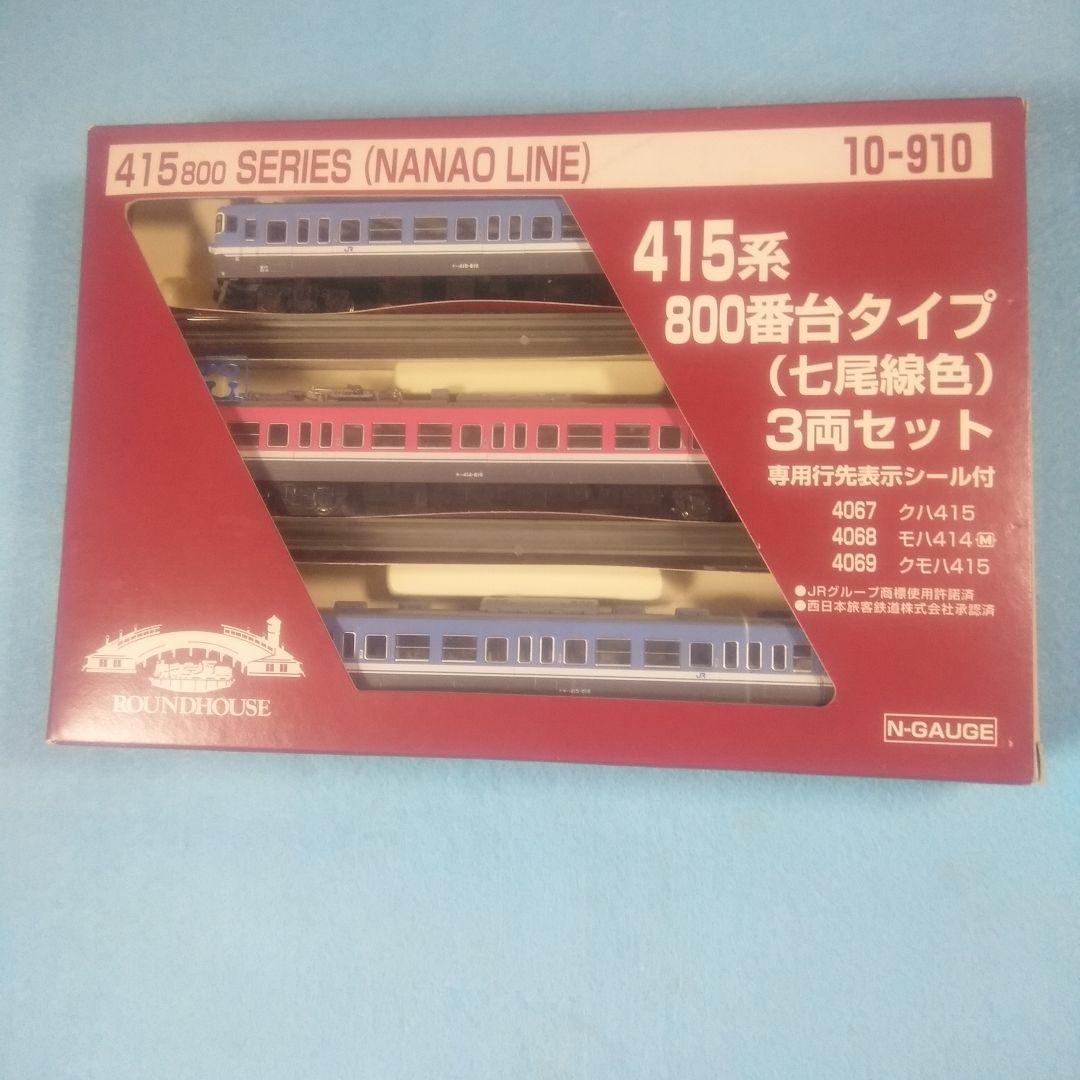 415 800 SERIES (NANAO LINE)
10-910
415系
800番台タイプ
(七尾線色)
3両セット
専用行先表示シール付
4067 クハ415
4068 モハ414 M
4069 クモハ415
●JRグループ商標使用許諾済
●西日本旅客鉄道株式会社承認済
JR
JR
ROUNDHOUSE
N-GAUGE